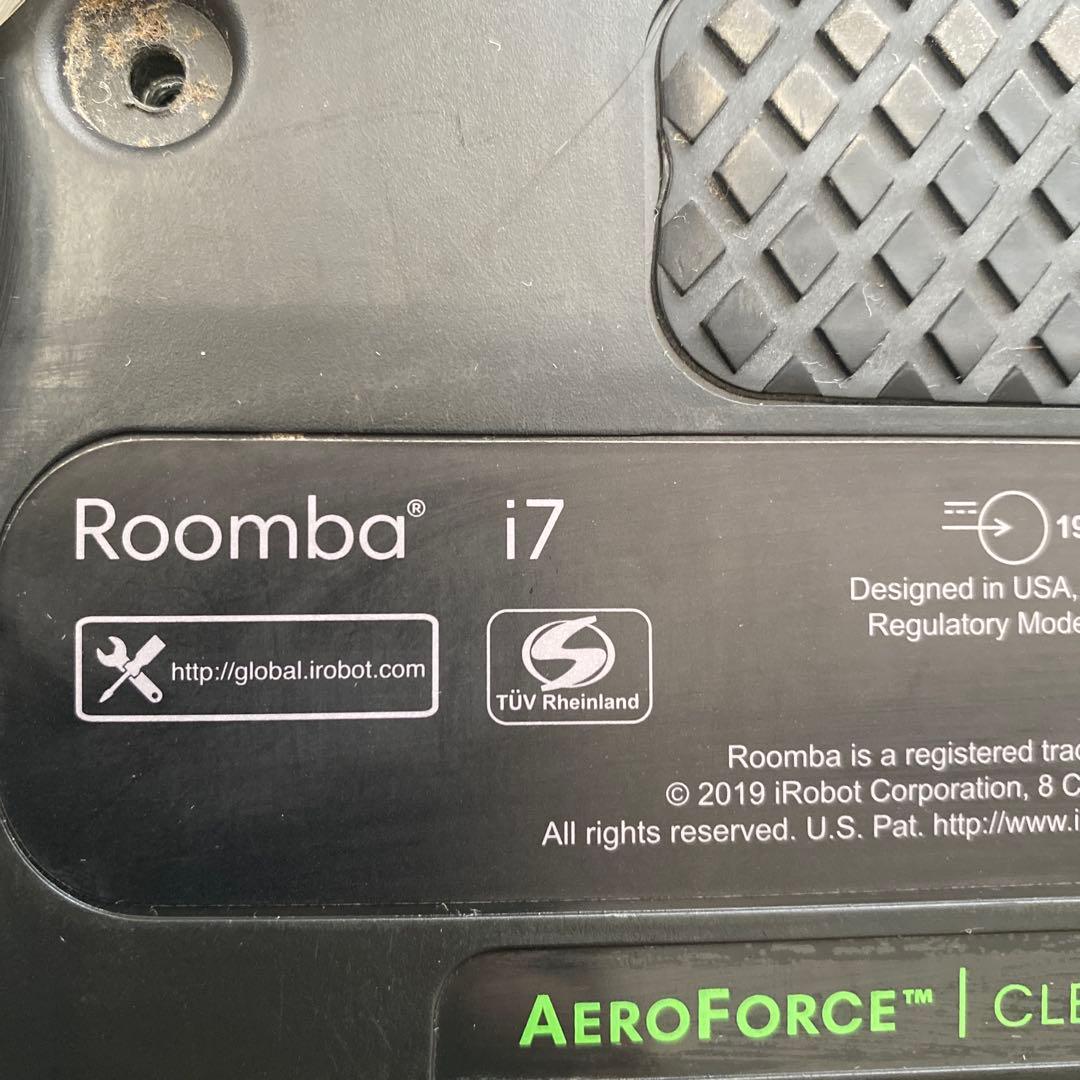 Roomba® i7
19
Designed in USA,
Regulatory Mode
http://global.irobot.com
TÜV Rheinland
Roomba is a registered trad
© 2019 iRobot Corporation, 8 C
All rights reserved. U.S. Pat. http://www.i
AEROFORCE™ | CLE